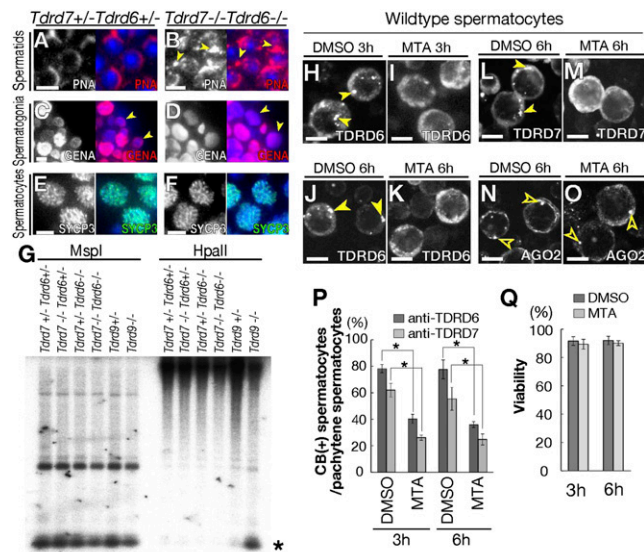 Tdrd7+/-Tdrd6+/- Tdrd7-/-Tdrd6-/-
Wildtype spermatocytes
Spermatids
A
PNA
PNA
B
PNA
PNA
DMSO 3h MTA 3h DMSO 6h MTA 6h
H
TDRD6
I
TDRD6
L
TDRD7
M
TDRD7
Spermatogonia
C
GENA
GENA
D
GENA
Spermatocytes
E
SYCP3
SYCP3
F
SYCP3
SYCP3
DMSO 6h MTA 6h DMSO 6h MTA 6h
J
TDRD6
K
TDRD6
N
AGO2
O
AGO2
G
MspI HpaII
Tdrd7 +/- Tdrd6+/-
Tdrd7 -/- Tdrd6+/-
Tdrd7+/- Tdrd6-/-
Tdrd7-/- Tdrd6-/-
Tdrd9+/-
Tdrd9-/-
Tdrd7 +/- Tdrd6+/-
Tdrd7 -/- Tdrd6+/-
Tdrd7+/- Tdrd6-/-
Tdrd7-/- Tdrd6-/-
Tdrd9 +/-
Tdrd9 -/-
*
P
anti-TDRD6
anti-TDRD7
(%)
CB(+) spermatocytes
/pachytene spermatocytes
100
80
60
40
20
0
* * * *
DMSO MTA DMSO MTA
3h 6h
Q
DMSO
MTA
(%)
Viability
100
80
60
40
20
0
3h 6h